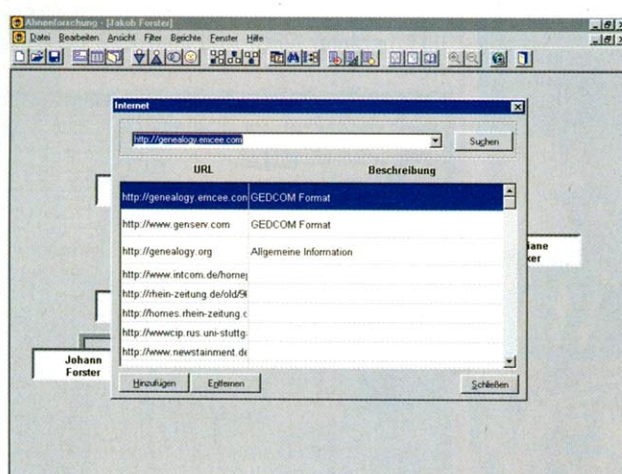 Ahnenforschung - [Jakob Forster]
Datei Bearbeiten Ansicht Filter Berichte Fenster Hilfe
Internet
http://genealogy.emcee.com
Suchen
URL Beschreibung
http://genealogy.emcee.con GEDCOM Format
http://www.genserv.com GEDCOM Format
http://genealogy.org Allgemeine Information
http://www.intcom.de/home
http://rhein-zeitung.de/old/9
http://homes.rhein-zeitung.
http://wwwcip.rus.uni-stuttg
http://www.newstainment.de
iane
ker
Johann
Forster
Hinzufügen Entfernen Schließen